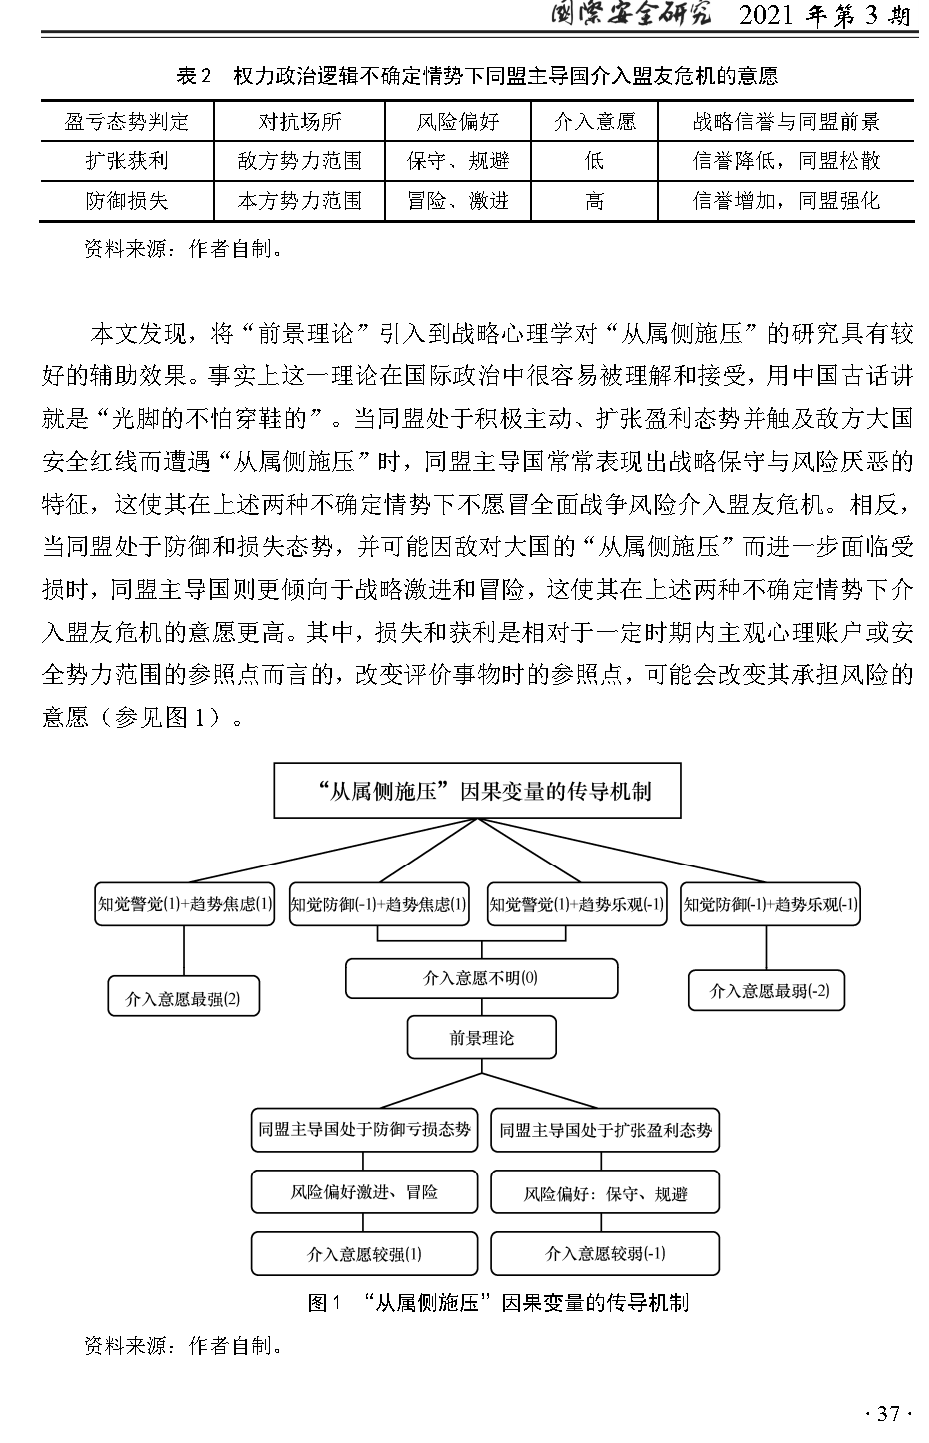 國際安全研究 2021 年第 3 期
表 2 权力政治逻辑不确定情势下同盟主导国介入盟友危机的意愿
盈亏态势判定 对抗场所 风险偏好 介入意愿 战略信誉与同盟前景
扩张获利 敌方势力范围 保守、规避 低 信誉降低，同盟松散
防御损失 本方势力范围 冒险、激进 高 信誉增加，同盟强化
资料来源：作者自制。
本文发现，将“前景理论”引入到战略心理学对“从属侧施压”的研究具有较
好的辅助效果。事实上这一理论在国际政治中很容易被理解和接受，用中国古话讲
就是“光脚的不怕穿鞋的”。当同盟处于积极主动、扩张盈利态势并触及敌方大国
安全红线而遭遇“从属侧施压”时，同盟主导国常常表现出战略保守与风险厌恶的
特征，这使其在上述两种不确定情势下不愿冒全面战争风险介入盟友危机。相反，
当同盟处于防御和损失态势，并可能因敌对大国的“从属侧施压”而进一步面临受
损时，同盟主导国则更倾向于战略激进和冒险，这使其在上述两种不确定情势下介
入盟友危机的意愿更高。其中，损失和获利是相对于一定时期内主观心理账户或安
全势力范围的参照点而言的，改变评价事物时的参照点，可能会改变其承担风险的
意愿（参见图 1）。
“从属侧施压”因果变量的传导机制
知觉警觉(1)+趋势焦虑(1) 知觉防御(-1)+趋势焦虑(1) 知觉警觉(1)+趋势乐观(-1) 知觉防御(-1)+趋势乐观(-1)
介入意愿最强(2) 介入意愿不明(0) 介入意愿最弱(-2)
前景理论
同盟主导国处于防御亏损态势 同盟主导国处于扩张盈利态势
风险偏好激进、冒险 风险偏好：保守、规避
介入意愿较强(1) 介入意愿较弱(-1)
图 1 “从属侧施压”因果变量的传导机制
资料来源：作者自制。
· 37 ·